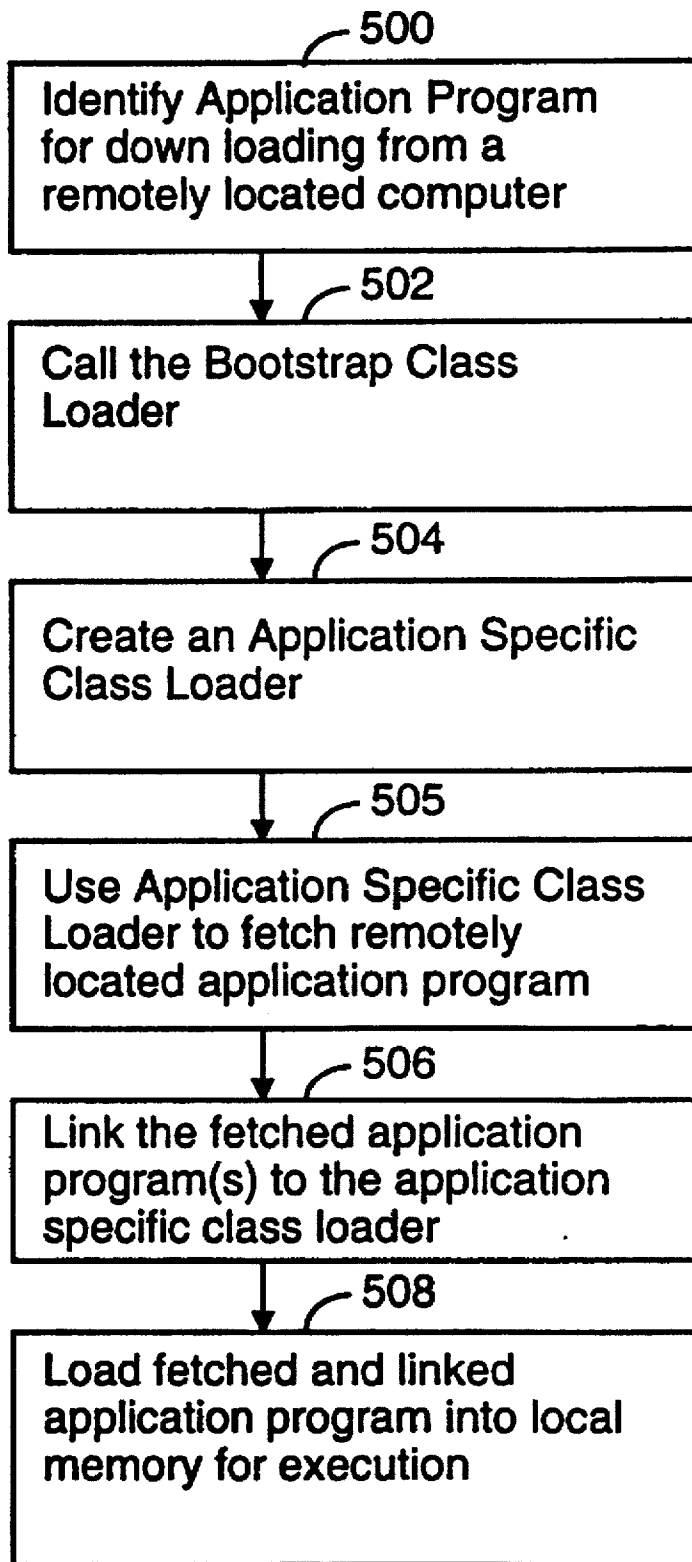 500
Identify Application Program
for down loading from a
remotely located computer
502
Call the Bootstrap Class
Loader
504
Create an Application Specific
Class Loader
505
Use Application Specific Class
Loader to fetch remotely
located application program
506
Link the fetched application
program(s) to the application
specific class loader
508
Load fetched and linked
application program into local
memory for execution